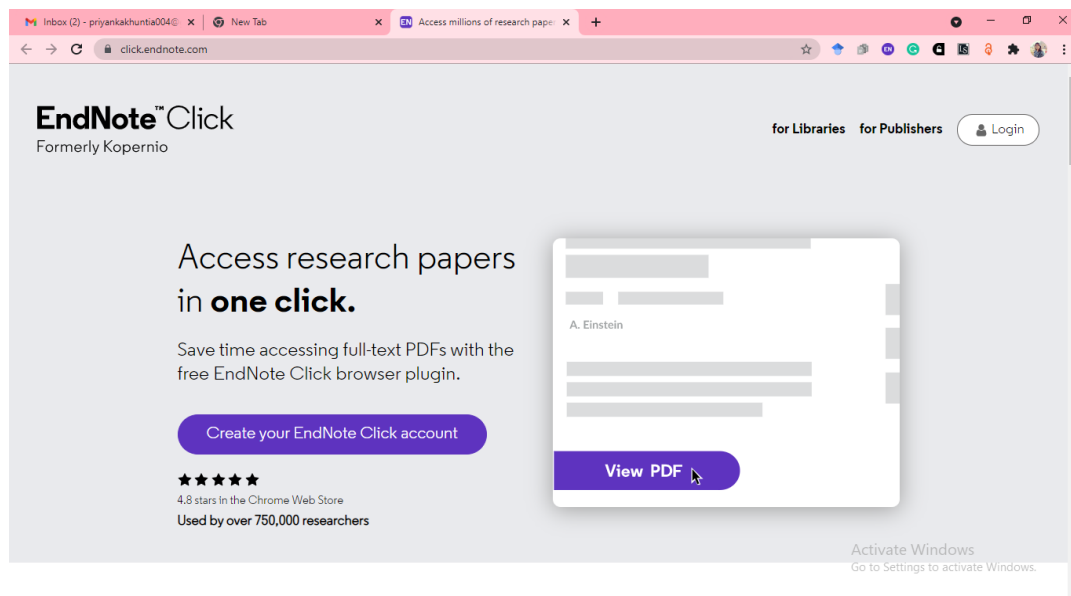 Inbox (2) - priyankakhuntia004@
New Tab
EN Access millions of research paper
click.endnote.com
EndNote™ Click
Formerly Kopernio
for Libraries for Publishers Login
Access research papers
in one click.
Save time accessing full-text PDFs with the
free EndNote Click browser plugin.
Create your EndNote Click account
4.8 stars in the Chrome Web Store
Used by over 750,000 researchers
A. Einstein
View PDF
Activate Windows
Go to Settings to activate Windows.